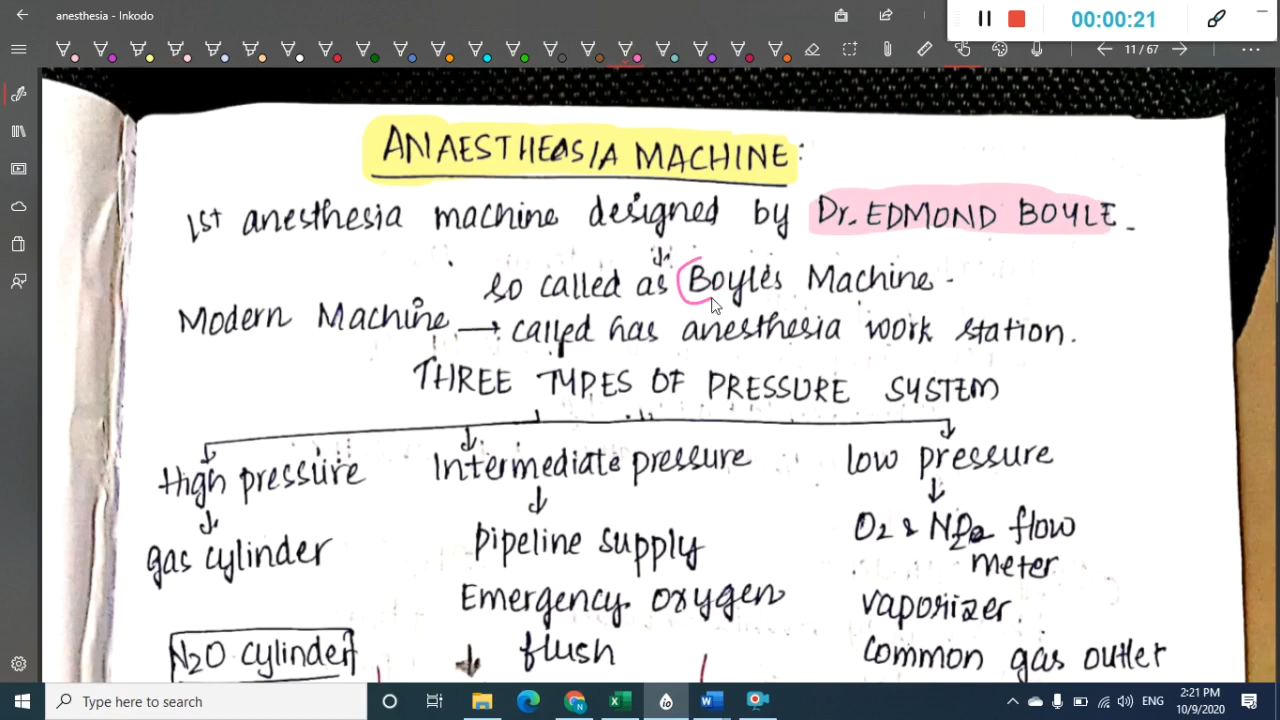 anesthesia - Inkodo
00:00:21
11 / 67
ANAESTHEASIA MACHINE:
1st anesthesia machine designed by Dr. EDMOND BOYLE.
so called as Boyle's Machine.
Modern Machine → called has anesthesia work station.
THREE TYPES OF PRESSURE SYSTEM
High pressure Intermediate pressure low pressure
gas cylinder pipeline supply O2 & flow
meter
Emergency oxygen vaporizer
N2O cylinder flush common gas outlet
Type here to search
ENG
2:21 PM
10/9/2020